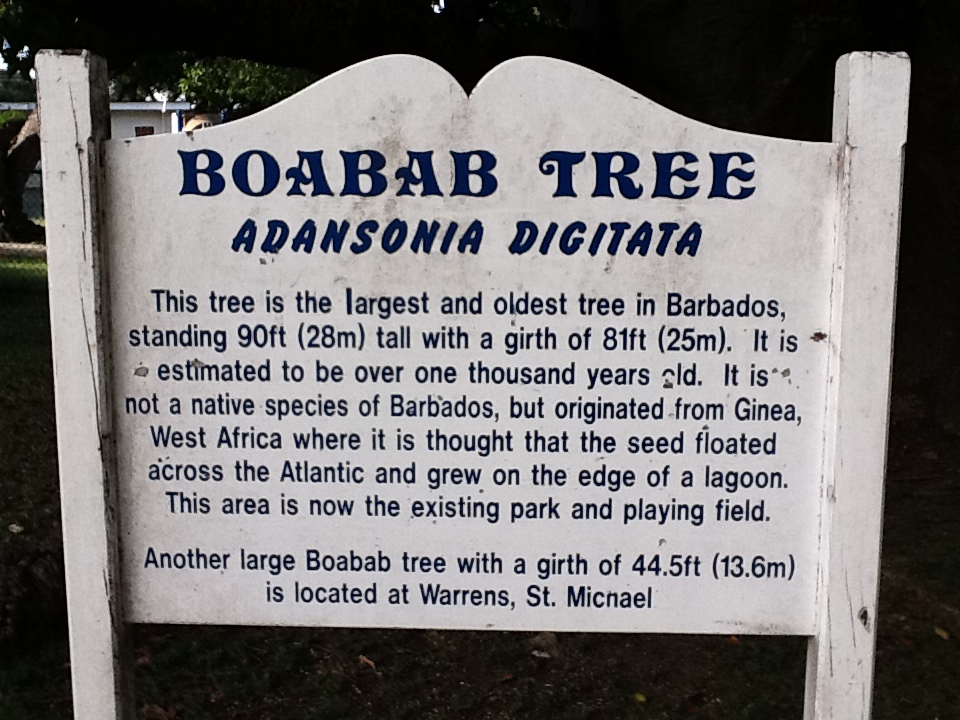 BOABAB TREE
ADANSONIA DIGITATA
This tree is the largest and oldest tree in Barbados,
standing 90ft (28m) tall with a girth of 81ft (25m). It is
estimated to be over one thousand years old. It is
not a native species of Barbados, but originated from Ginea,
West Africa where it is thought that the seed floated
across the Atlantic and grew on the edge of a lagoon.
This area is now the existing park and playing field.
Another large Boabab tree with a girth of 44.5ft (13.6m)
is located at Warrens, St. Michael